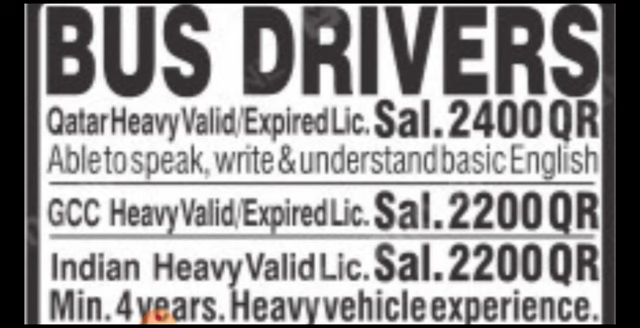 BUS DRIVERS
Qatar Heavy Valid/Expired Lic. Sal. 2400 QR
Able to speak, write & understand basic English
GCC Heavy Valid/Expired Lic. Sal. 2200 QR
Indian Heavy Valid Lic. Sal. 2200 QR
Min. 4 years. Heavy vehicle experience.